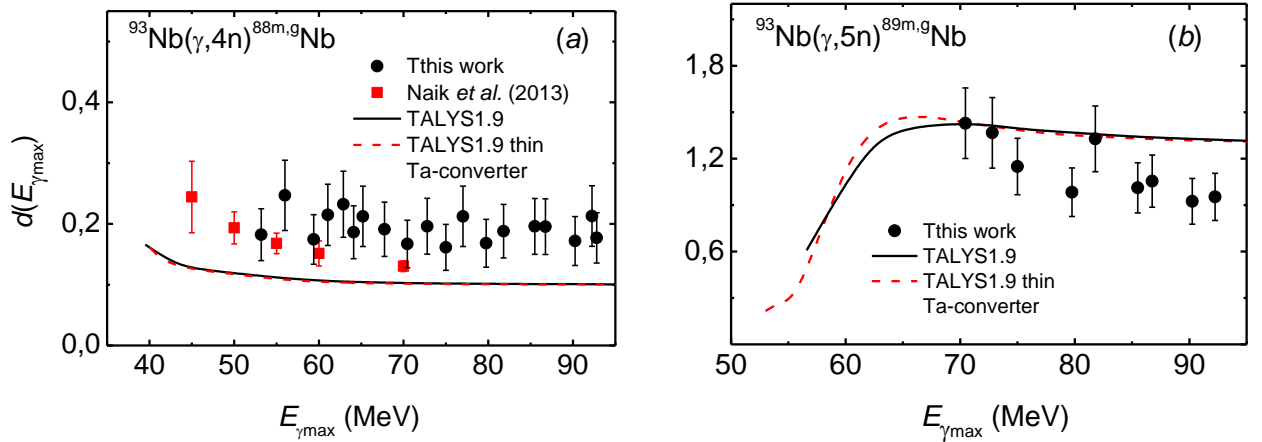 ⁹³Nb(γ,4n)⁸⁸ᵐ,ᵍNb
(a)
Tthis work
Naik et al. (2013)
TALYS1.9
TALYS1.9 thin
Ta-converter
0,4
0,2
0,0
d(Eγmax)
40 50 60 70 80 90
Eγmax (MeV)
⁹³Nb(γ,5n)⁸⁹ᵐ,ᵍNb
(b)
1,8
1,2
0,6
Tthis work
TALYS1.9
TALYS1.9 thin
Ta-converter
50 60 70 80 90
Eγmax (MeV)